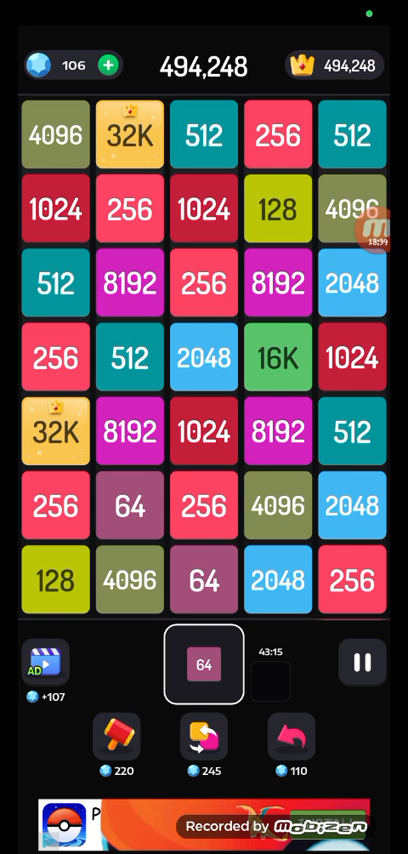 106
494,248
494,248
4096 32K 512 256 512
1024 256 1024 128 4096
18:39
512 8192 256 8192 2048
256 512 2048 16K 1024
32K 8192 1024 8192 512
256 64 256 4096 2048
128 4096 64 2048 256
64
43:15
AD
+107
220
245
110
P
Recorded by Mobizen